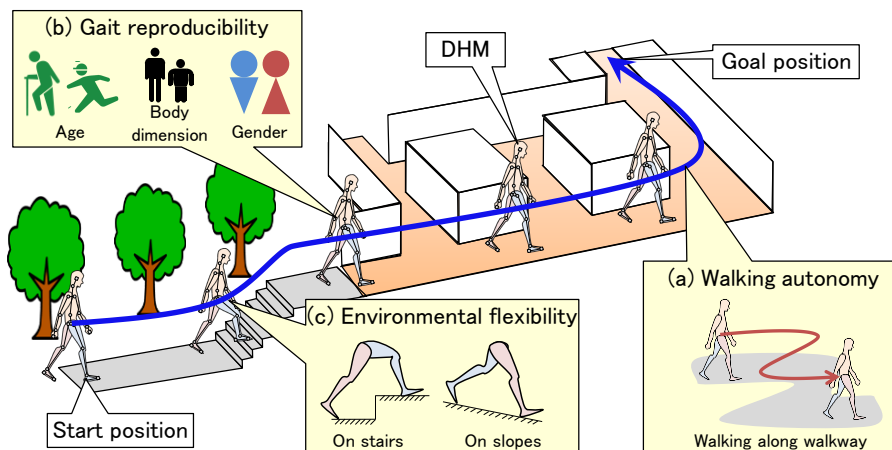 (b) Gait reproducibility
Age
Body
dimension
Gender
DHM
Goal position
(a) Walking autonomy
Walking along walkway
(c) Environmental flexibility
On stairs
On slopes
Start position